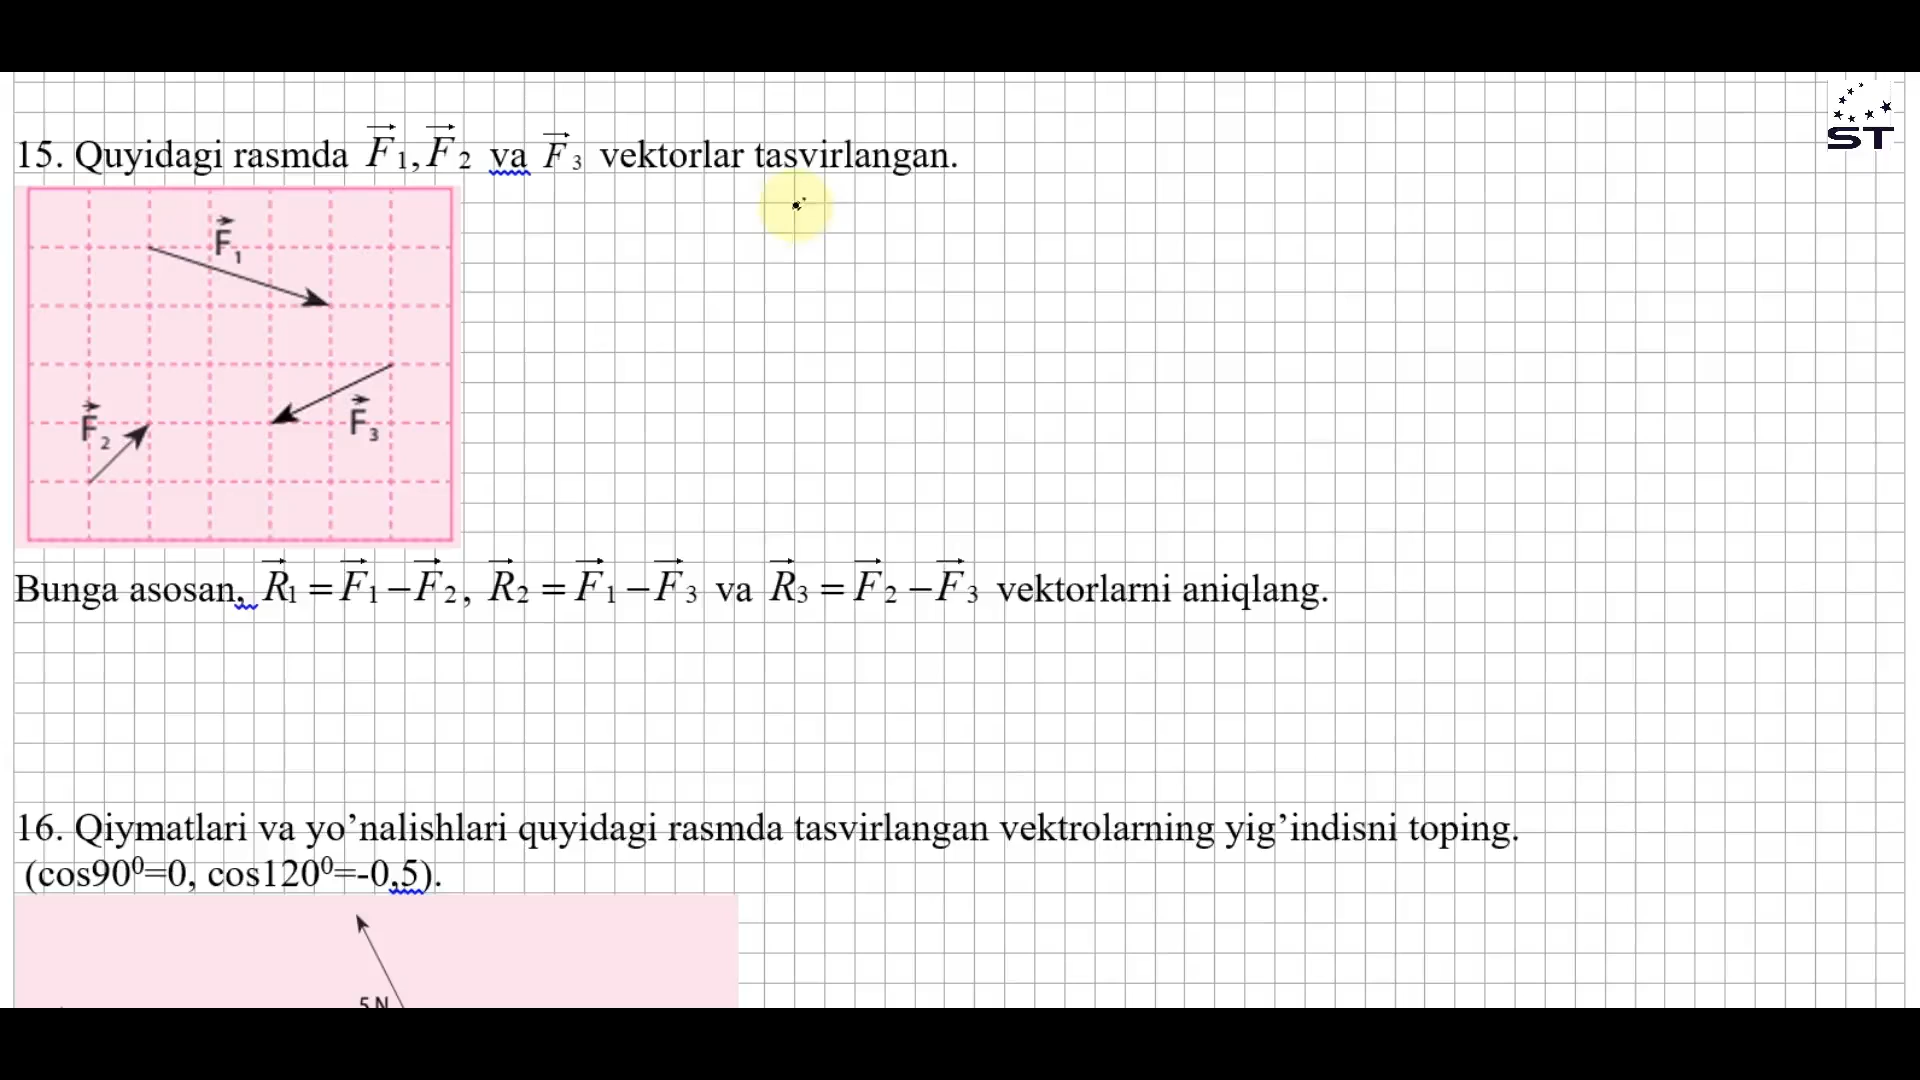 ST
15. Quyidagi rasmda F⃗₁, F⃗₂ va F⃗₃ vektorlar tasvirlangan.
F⃗₁
F⃗₂
F⃗₃
Bunga asosan, R⃗₁ = F⃗₁ − F⃗₂, R⃗₂ = F⃗₁ − F⃗₃ va R⃗₃ = F⃗₂ − F⃗₃ vektorlarni aniqlang.
16. Qiymatlari va yo’nalishlari quyidagi rasmda tasvirlangan vektrolarning yig’indisni toping.
(cos90⁰=0, cos120⁰=-0,5).
5 N